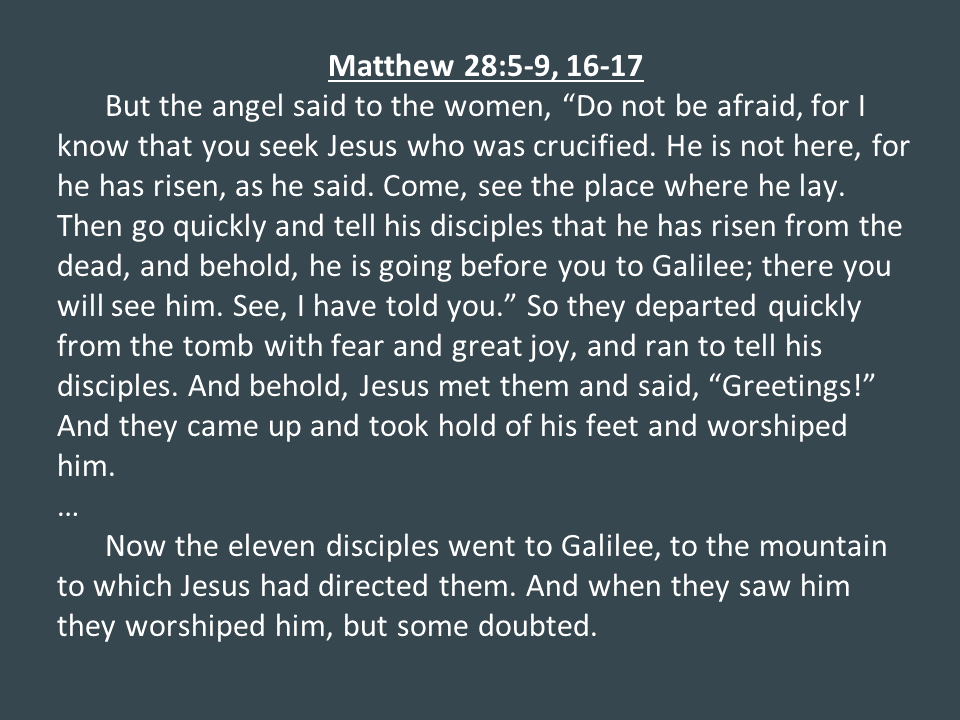 Matthew 28:5-9, 16-17
But the angel said to the women, “Do not be afraid, for I
know that you seek Jesus who was crucified. He is not here, for
he has risen, as he said. Come, see the place where he lay.
Then go quickly and tell his disciples that he has risen from the
dead, and behold, he is going before you to Galilee; there you
will see him. See, I have told you.” So they departed quickly
from the tomb with fear and great joy, and ran to tell his
disciples. And behold, Jesus met them and said, “Greetings!”
And they came up and took hold of his feet and worshiped
him.
…
Now the eleven disciples went to Galilee, to the mountain
to which Jesus had directed them. And when they saw him
they worshiped him, but some doubted.